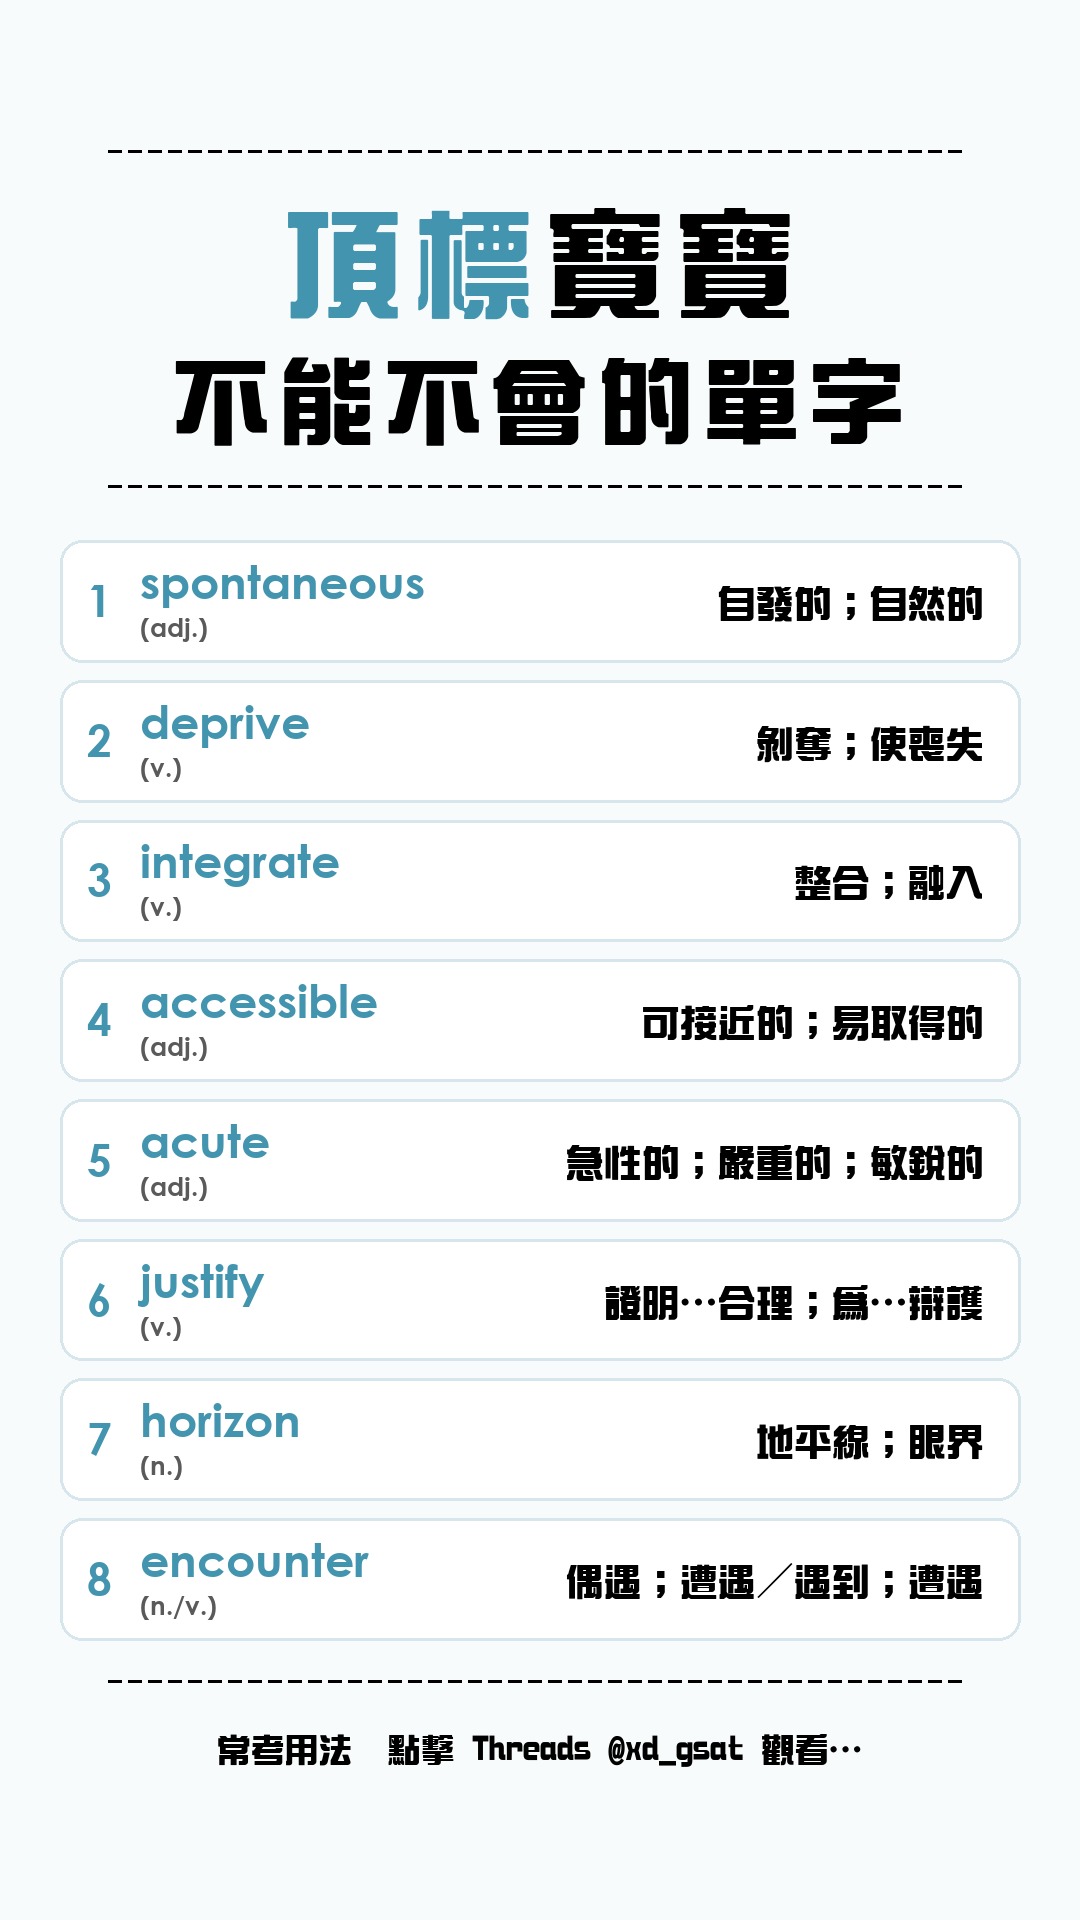 頂標寶寶
不能不會的單字
1 spontaneous 自發的；自然的
(adj.)
2 deprive 剝奪；使喪失
(v.)
3 integrate 整合；融入
(v.)
4 accessible 可接近的；易取得的
(adj.)
5 acute 急性的；嚴重的；敏銳的
(adj.)
6 justify 證明…合理；為…辯護
(v.)
7 horizon 地平線；眼界
(n.)
8 encounter 偶遇；遭遇／遇到；遭遇
(n./v.)
常考用法 點擊 Threads @xd_gsat 觀看…